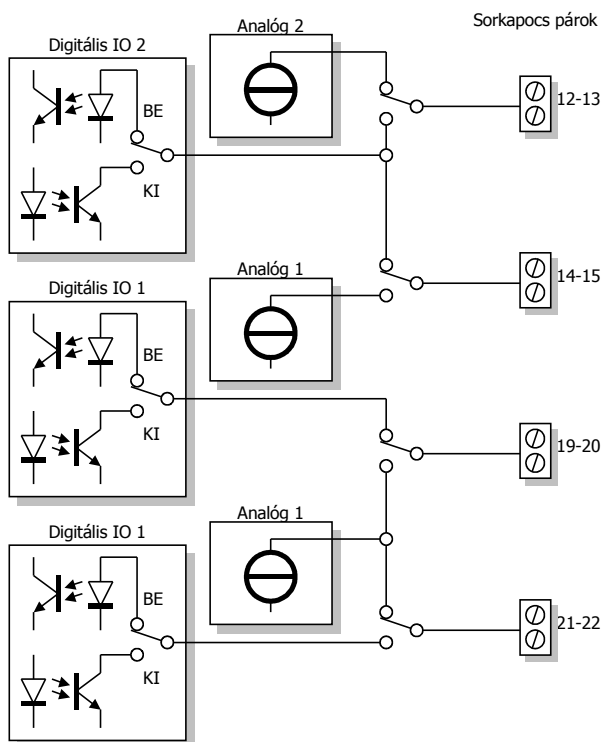 Sorkapocs párok
Digitális IO 2
Analóg 2
BE
KI
12-13
Analóg 1
14-15
Digitális IO 1
BE
KI
19-20
Analóg 1
Digitális IO 1
BE
KI
21-22